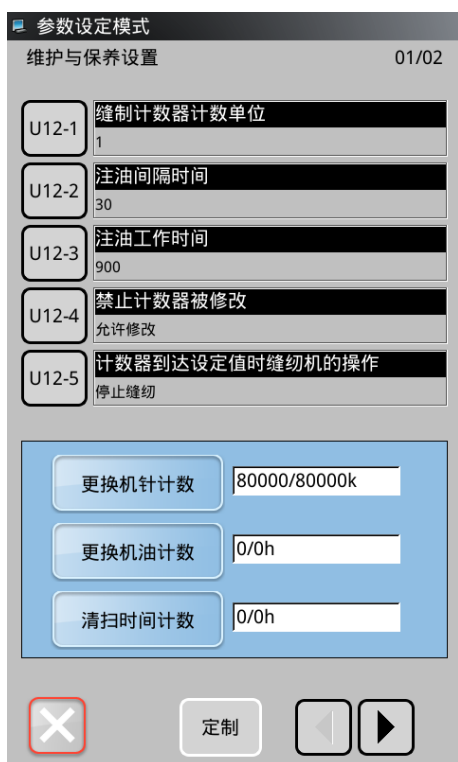 参数设定模式
维护与保养设置 01/02
U12-1 缝制计数器计数单位
1
U12-2 注油间隔时间
30
U12-3 注油工作时间
900
U12-4 禁止计数器被修改
允许修改
U12-5 计数器到达设定值时缝纫机的操作
停止缝纫
更换机针计数 80000/80000k
更换机油计数 0/0h
清扫时间计数 0/0h
定制